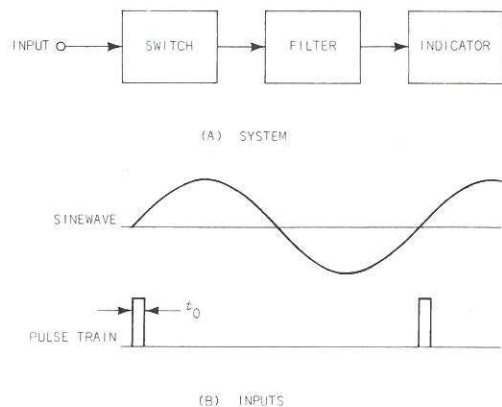 INPUT SWITCH FILTER INDICATOR
(A) SYSTEM
SINEWAVE
t0
PULSE TRAIN
(B) INPUTS